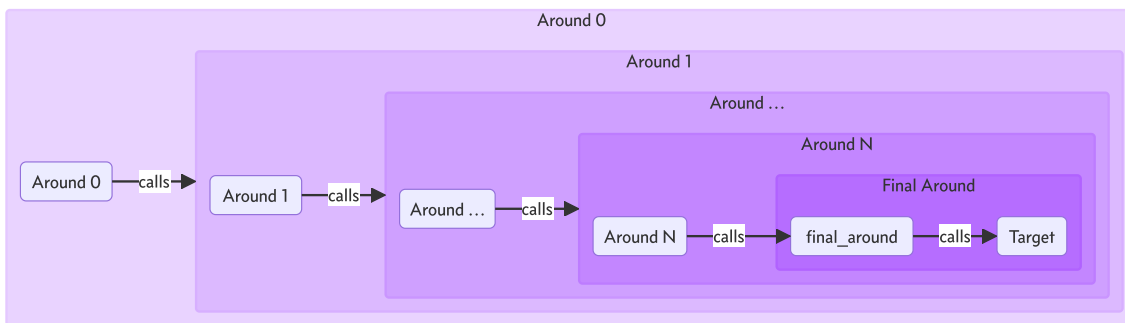 Around 0
Around 1
Around ...
Around N
Final Around
Around 0
calls
Around 1
calls
Around ...
calls
Around N
calls
final_around
calls
Target